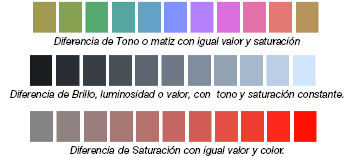 Diferencia de Tono o matiz con igual valor y saturación
Diferencia de Brillo, luminosidad o valor, con  tono y saturación constante.
Diferencia de Saturación con igual valor y color.